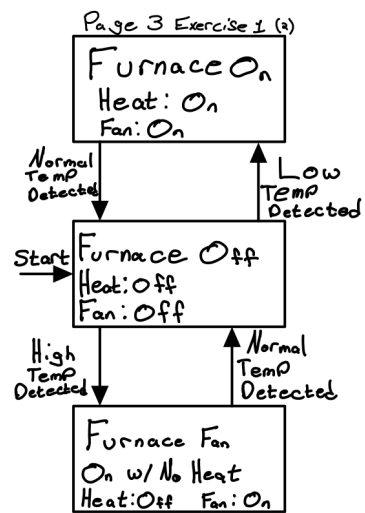 Page 3 Exercise 1 (a)
Furnace On
Heat: On
Fan: On
Normal
Temp
Detected
Low
Temp
Detected
Start
Furnace Off
Heat: Off
Fan: Off
High
Temp
Detected
Normal
Temp
Detected
Furnace Fan
On w/ No Heat
Heat: Off Fan: On